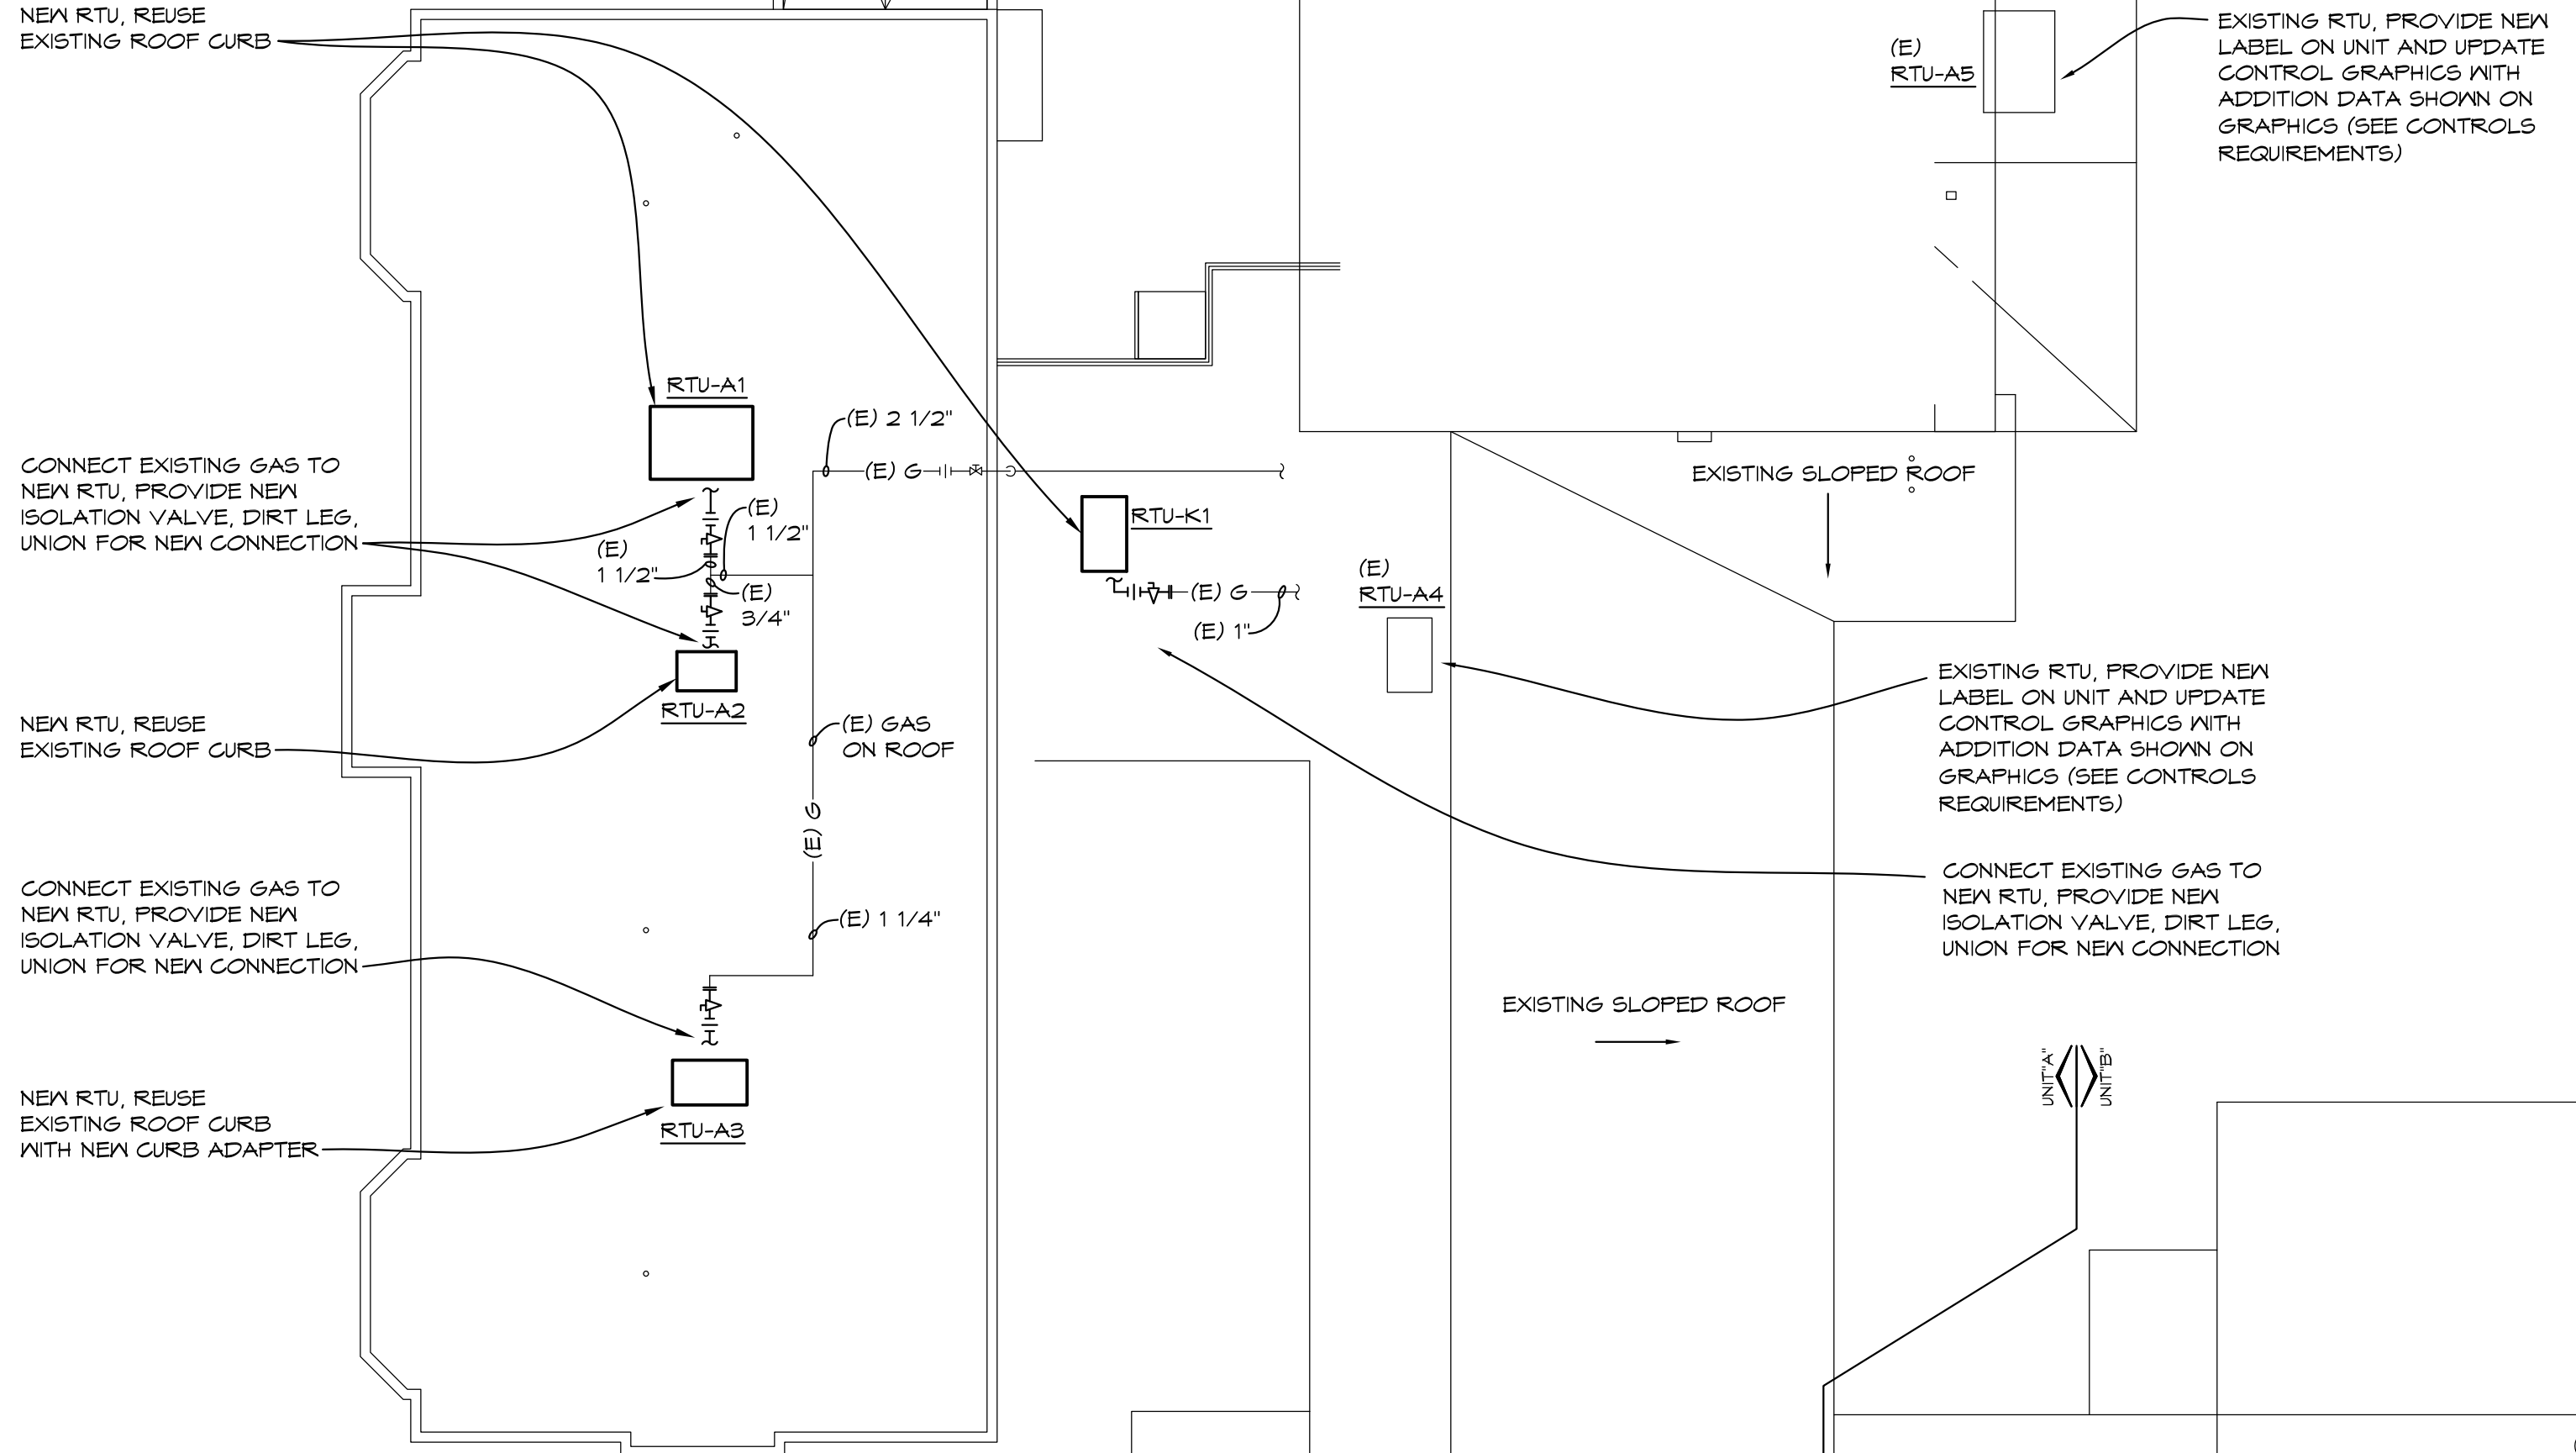 NEW RTU, REUSE
EXISTING ROOF CURB
(E)
RTU-A5
EXISTING RTU, PROVIDE NEW
LABEL ON UNIT AND UPDATE
CONTROL GRAPHICS WITH
ADDITION DATA SHOWN ON
GRAPHICS (SEE CONTROLS
REQUIREMENTS)
RTU-A1
(E) 2 1/2"
(E) G
CONNECT EXISTING GAS TO
NEW RTU, PROVIDE NEW
ISOLATION VALVE, DIRT LEG,
UNION FOR NEW CONNECTION
(E)
1 1/2"
(E)
1 1/2"
(E)
3/4"
RTU-K1
(E) G
(E) 1"
(E)
RTU-A4
EXISTING SLOPED ROOF
RTU-A2
NEW RTU, REUSE
EXISTING ROOF CURB
(E) GAS
ON ROOF
(E) G
EXISTING RTU, PROVIDE NEW
LABEL ON UNIT AND UPDATE
CONTROL GRAPHICS WITH
ADDITION DATA SHOWN ON
GRAPHICS (SEE CONTROLS
REQUIREMENTS)
CONNECT EXISTING GAS TO
NEW RTU, PROVIDE NEW
ISOLATION VALVE, DIRT LEG,
UNION FOR NEW CONNECTION
(E) 1 1/4"
CONNECT EXISTING GAS TO
NEW RTU, PROVIDE NEW
ISOLATION VALVE, DIRT LEG,
UNION FOR NEW CONNECTION
EXISTING SLOPED ROOF
NEW RTU, REUSE
EXISTING ROOF CURB
WITH NEW CURB ADAPTER
RTU-A3
UNIT"A"
UNIT"B"